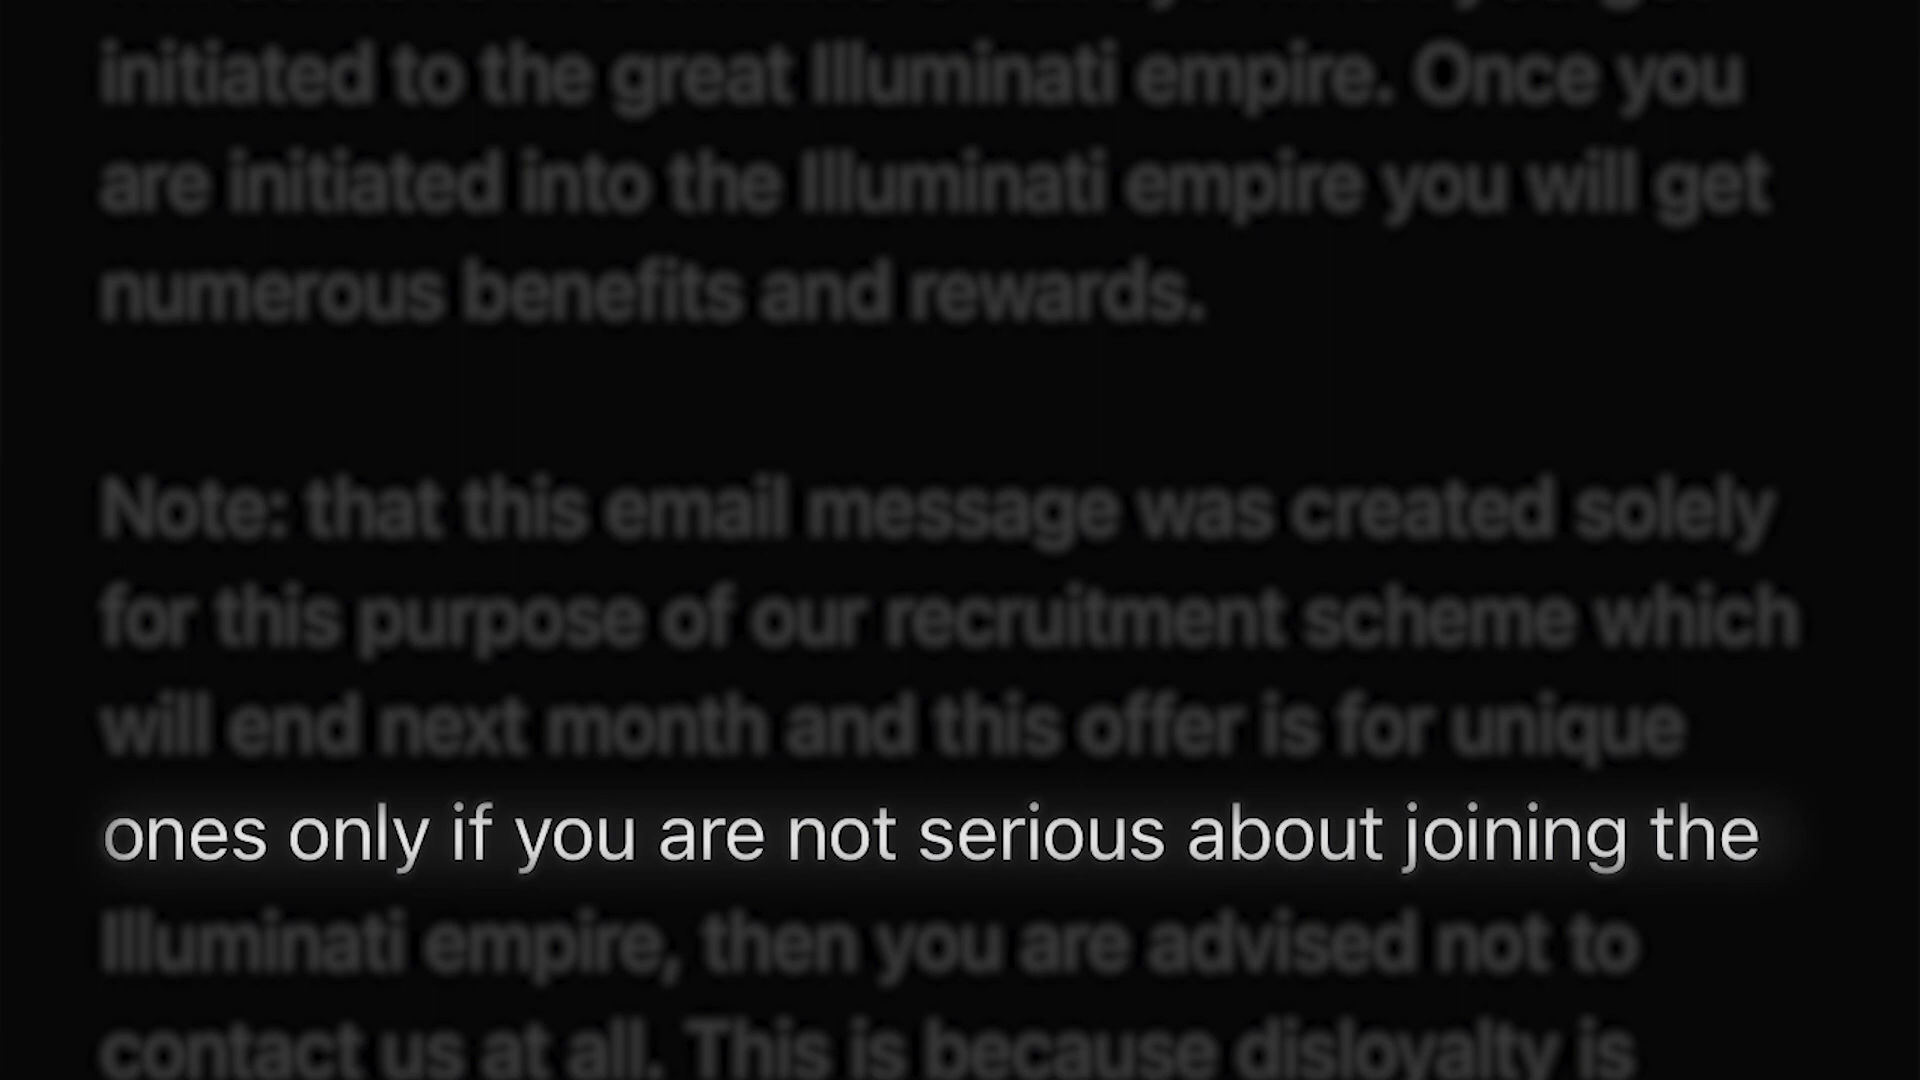 initiated to the great Illuminati empire. Once you
are initiated into the Illuminati empire you will get
numerous benefits and rewards.
Note: that this email message was created solely
for this purpose of our recruitment scheme which
will end next month and this offer is for unique
ones only if you are not serious about joining the
Illuminati empire, then you are advised not to
contact us at all. This is because disloyalty is